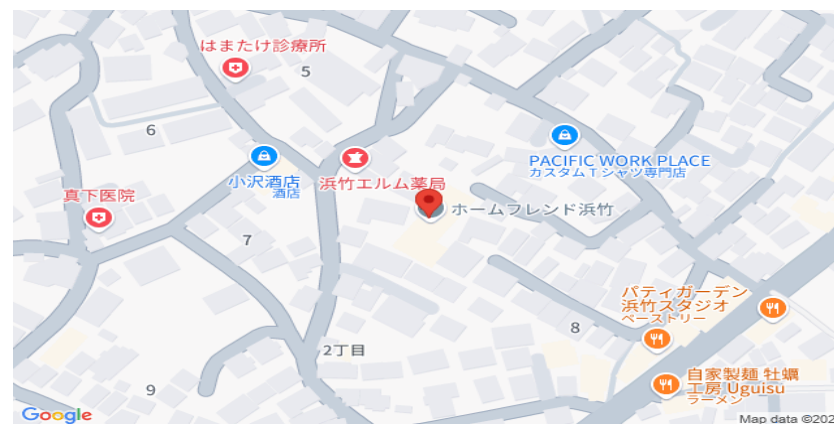 はまたけ診療所
5
6
PACIFIC WORK PLACE
カスタムTシャツ専門店
小沢酒店
酒店
浜竹エルム薬局
真下医院
ホームフレンド浜竹
7
パティガーデン
浜竹スタジオ
ペーストリー
8
2丁目
自家製麺 牡蠣
工房 Uguisu
ラーメン
9
Google
Map data ©202